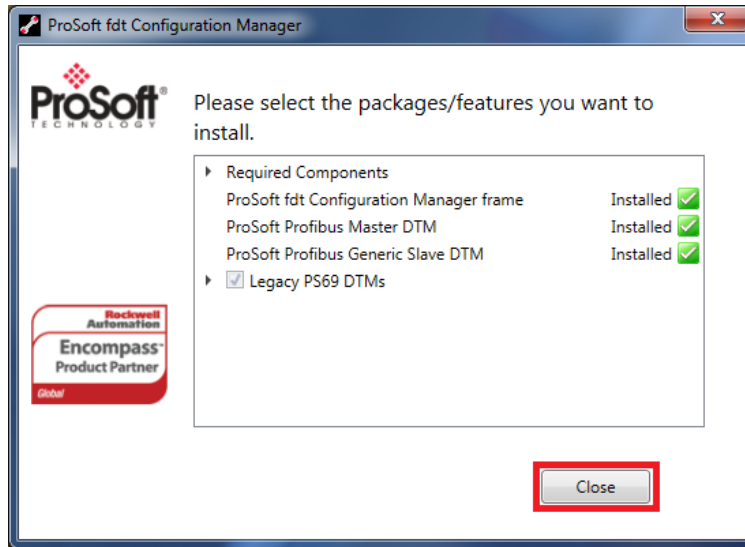 ProSoft fdt Configuration Manager
x
ProSoft®
TECHNOLOGY
Please select the packages/features you want to
install.
Required Components
ProSoft fdt Configuration Manager frame Installed
ProSoft Profibus Master DTM Installed
ProSoft Profibus Generic Slave DTM Installed
Legacy PS69 DTMs
Rockwell
Automation
Encompass™
Product Partner
Global
Close